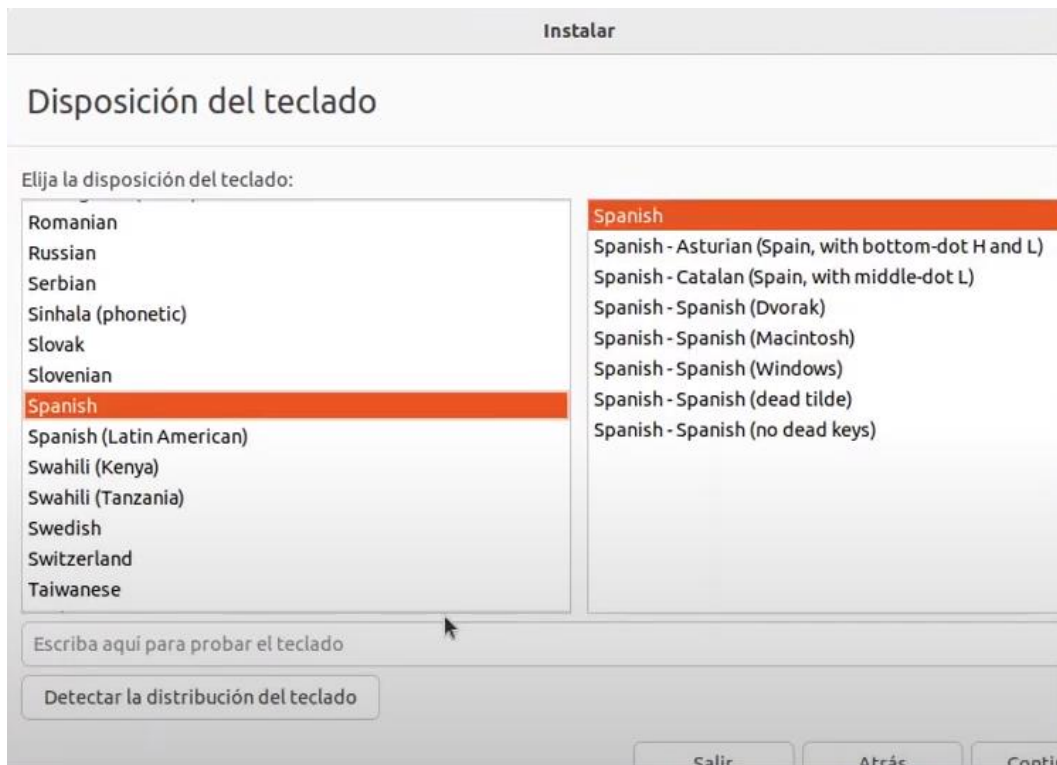 Instalar
Disposición del teclado
Elija la disposición del teclado:
Romanian
Russian
Serbian
Sinhala (phonetic)
Slovak
Slovenian
Spanish
Spanish (Latin American)
Swahili (Kenya)
Swahili (Tanzania)
Swedish
Switzerland
Taiwanese
Spanish
Spanish - Asturian (Spain, with bottom-dot H and L)
Spanish - Catalan (Spain, with middle-dot L)
Spanish - Spanish (Dvorak)
Spanish - Spanish (Macintosh)
Spanish - Spanish (Windows)
Spanish - Spanish (dead tilde)
Spanish - Spanish (no dead keys)
Escriba aquí para probar el teclado
Detectar la distribución del teclado
Salir
Atrás